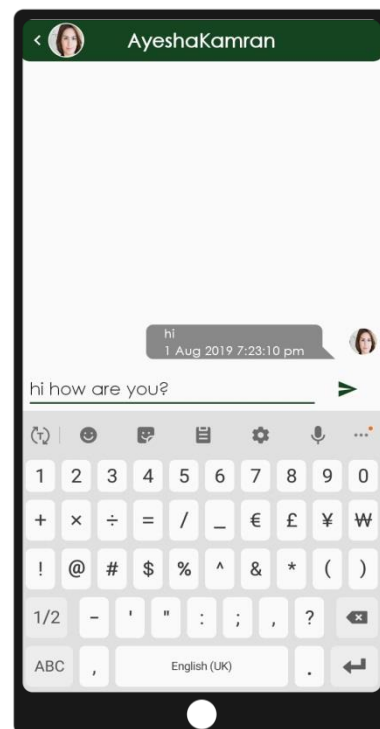 AyeshaKamran
hi
1 Aug 2019 7:23:10 pm
hi how are you?
T
1 2 3 4 5 6 7 8 9 0
+ × ÷ = / _ € £ ¥ ₩
! @ # $ % ^ & * ( )
1/2 - ' " : ; , ?
ABC , English (UK) .